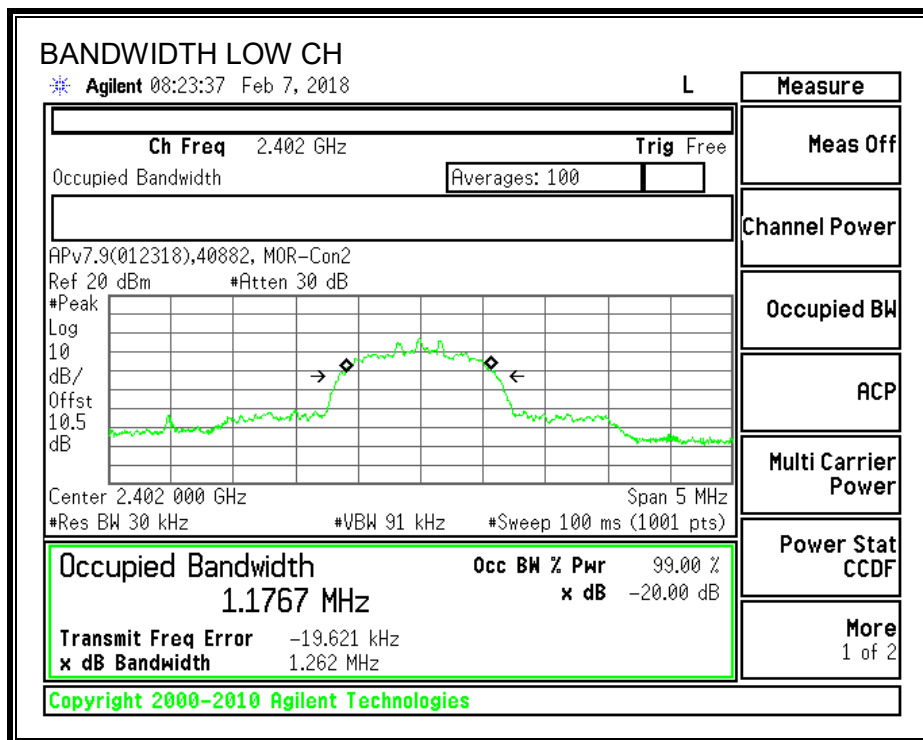 BANDWIDTH LOW CH
Agilent 08:23:37 Feb 7, 2018 L
Measure
Ch Freq 2.402 GHz Trig Free
Meas Off
Occupied Bandwidth Averages: 100
Channel Power
APv7.9(012318),40882, MOR-Con2
Ref 20 dBm #Atten 30 dB
#Peak
Log
10
dB/
Offst
10.5
dB
Occupied BW
ACP
Center 2.402 000 GHz Span 5 MHz
#Res BW 30 kHz #VBW 91 kHz #Sweep 100 ms (1001 pts)
Multi Carrier
Power
Occupied Bandwidth Occ BW % Pwr 99.00 %
1.1767 MHz x dB -20.00 dB
Power Stat
CCDF
Transmit Freq Error -19.621 kHz
x dB Bandwidth 1.262 MHz
More
1 of 2
Copyright 2000-2010 Agilent Technologies